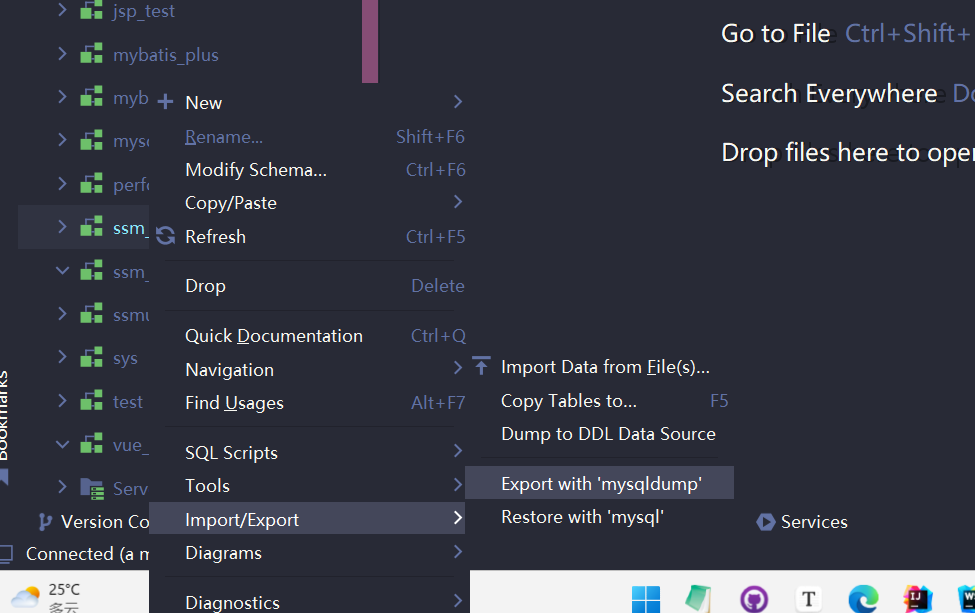 jsp_test
mybatis_plus
myb
mysc
perfo
ssm_
ssm_
ssmu
sys
test
vue_
Serv
Bookmarks
Version Co
Connected (a m
25°C
多云
New
Rename... Shift+F6
Modify Schema... Ctrl+F6
Copy/Paste
Refresh Ctrl+F5
Drop Delete
Quick Documentation Ctrl+Q
Navigation
Find Usages Alt+F7
SQL Scripts
Tools
Import/Export
Diagrams
Diagnostics
Import Data from File(s)...
Copy Tables to... F5
Dump to DDL Data Source
Export with 'mysqldump'
Restore with 'mysql'
Go to File Ctrl+Shift+
Search Everywhere Do
Drop files here to open
Services
T
IJ
W